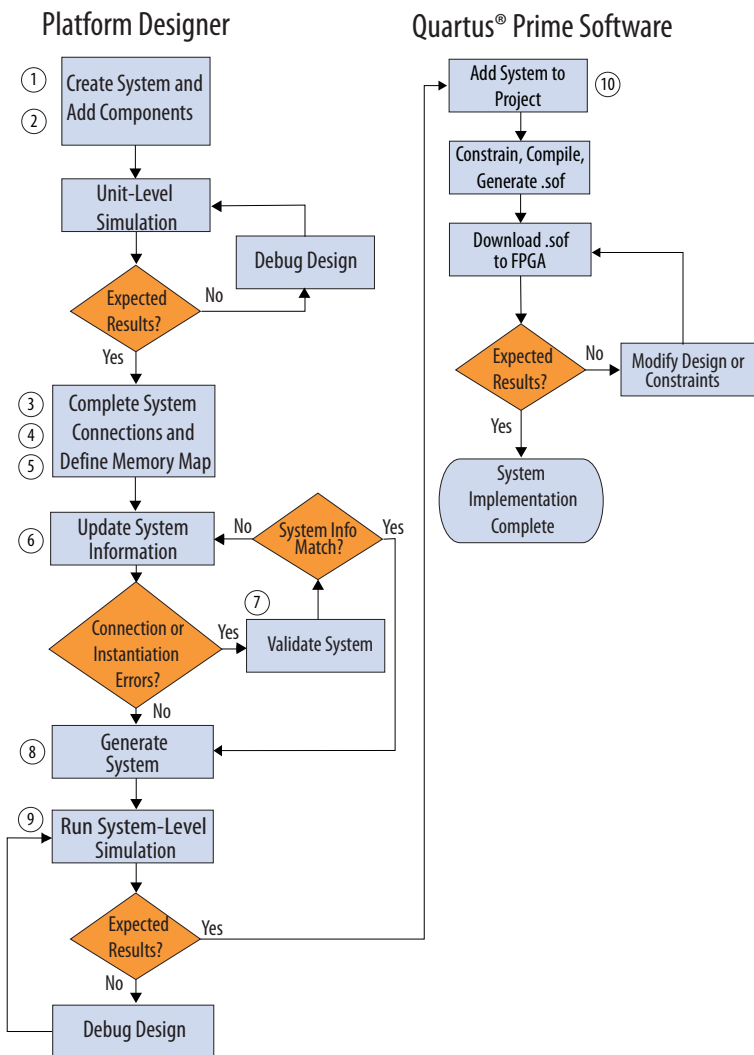 Platform Designer
1
2
Create System and
Add Components
Unit-Level
Simulation
Debug Design
Expected
Results?
No
Yes
3
4
5
Complete System
Connections and
Define Memory Map
6
Update System
Information
No
System Info
Match?
Yes
7
Connection or
Instantiation
Errors?
Yes
Validate System
No
8
Generate
System
9
Run System-Level
Simulation
Expected
Results?
Yes
No
Debug Design
Quartus® Prime Software
Add System to
Project
10
Constrain, Compile,
Generate .sof
Download .sof
to FPGA
Expected
Results?
No
Modify Design or
Constraints
Yes
System
Implementation
Complete